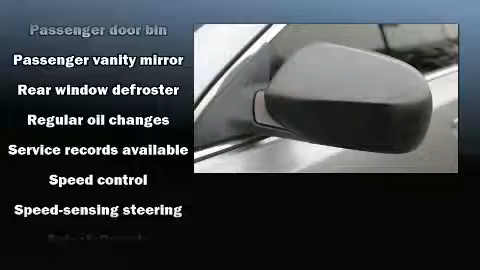 Passenger door bin
Passenger vanity mirror
Rear window defroster
Regular oil changes
Service records available
Speed control
Speed-sensing steering